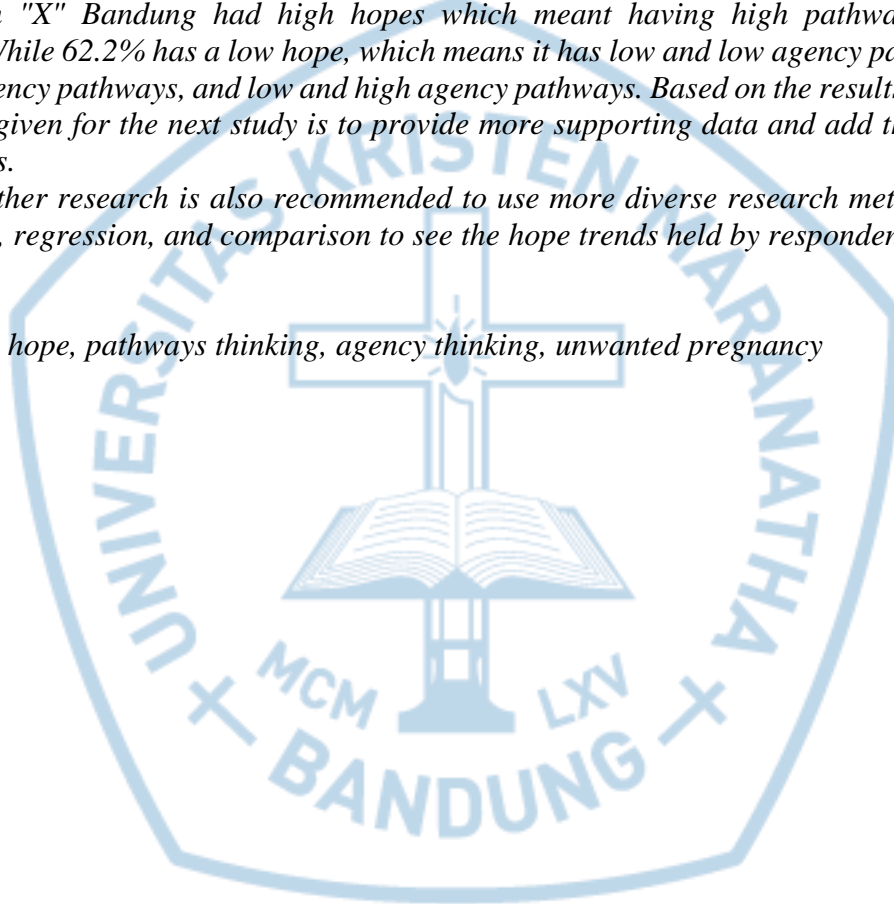 "X" Bandung had high hopes which meant having high pathwa
While 62.2% has a low hope, which means it has low and low agency pa
ency pathways, and low and high agency pathways. Based on the result
given for the next study is to provide more supporting data and add t
s.
ther research is also recommended to use more diverse research met
, regression, and comparison to see the hope trends held by responder
hope, pathways thinking, agency thinking, unwanted pregnancy
UNIVERSITAS KRISTEN MARANATHA
MCM LXV
BANDUNG